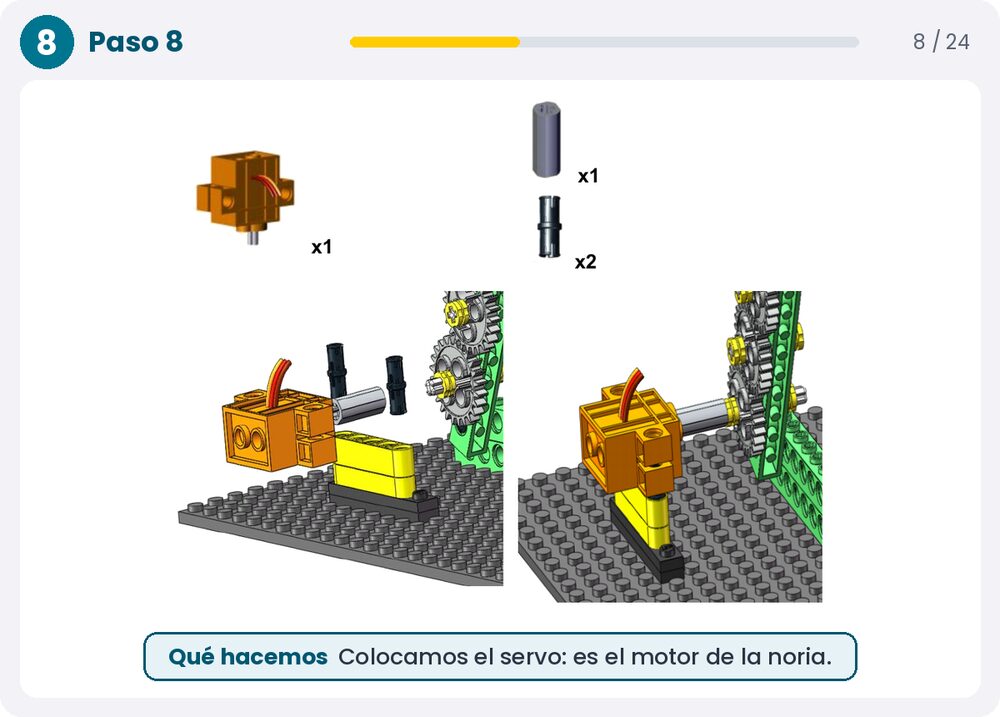 8 Paso 8 8 / 24
x1
x1
x2
Qué hacemos Colocamos el servo: es el motor de la noria.